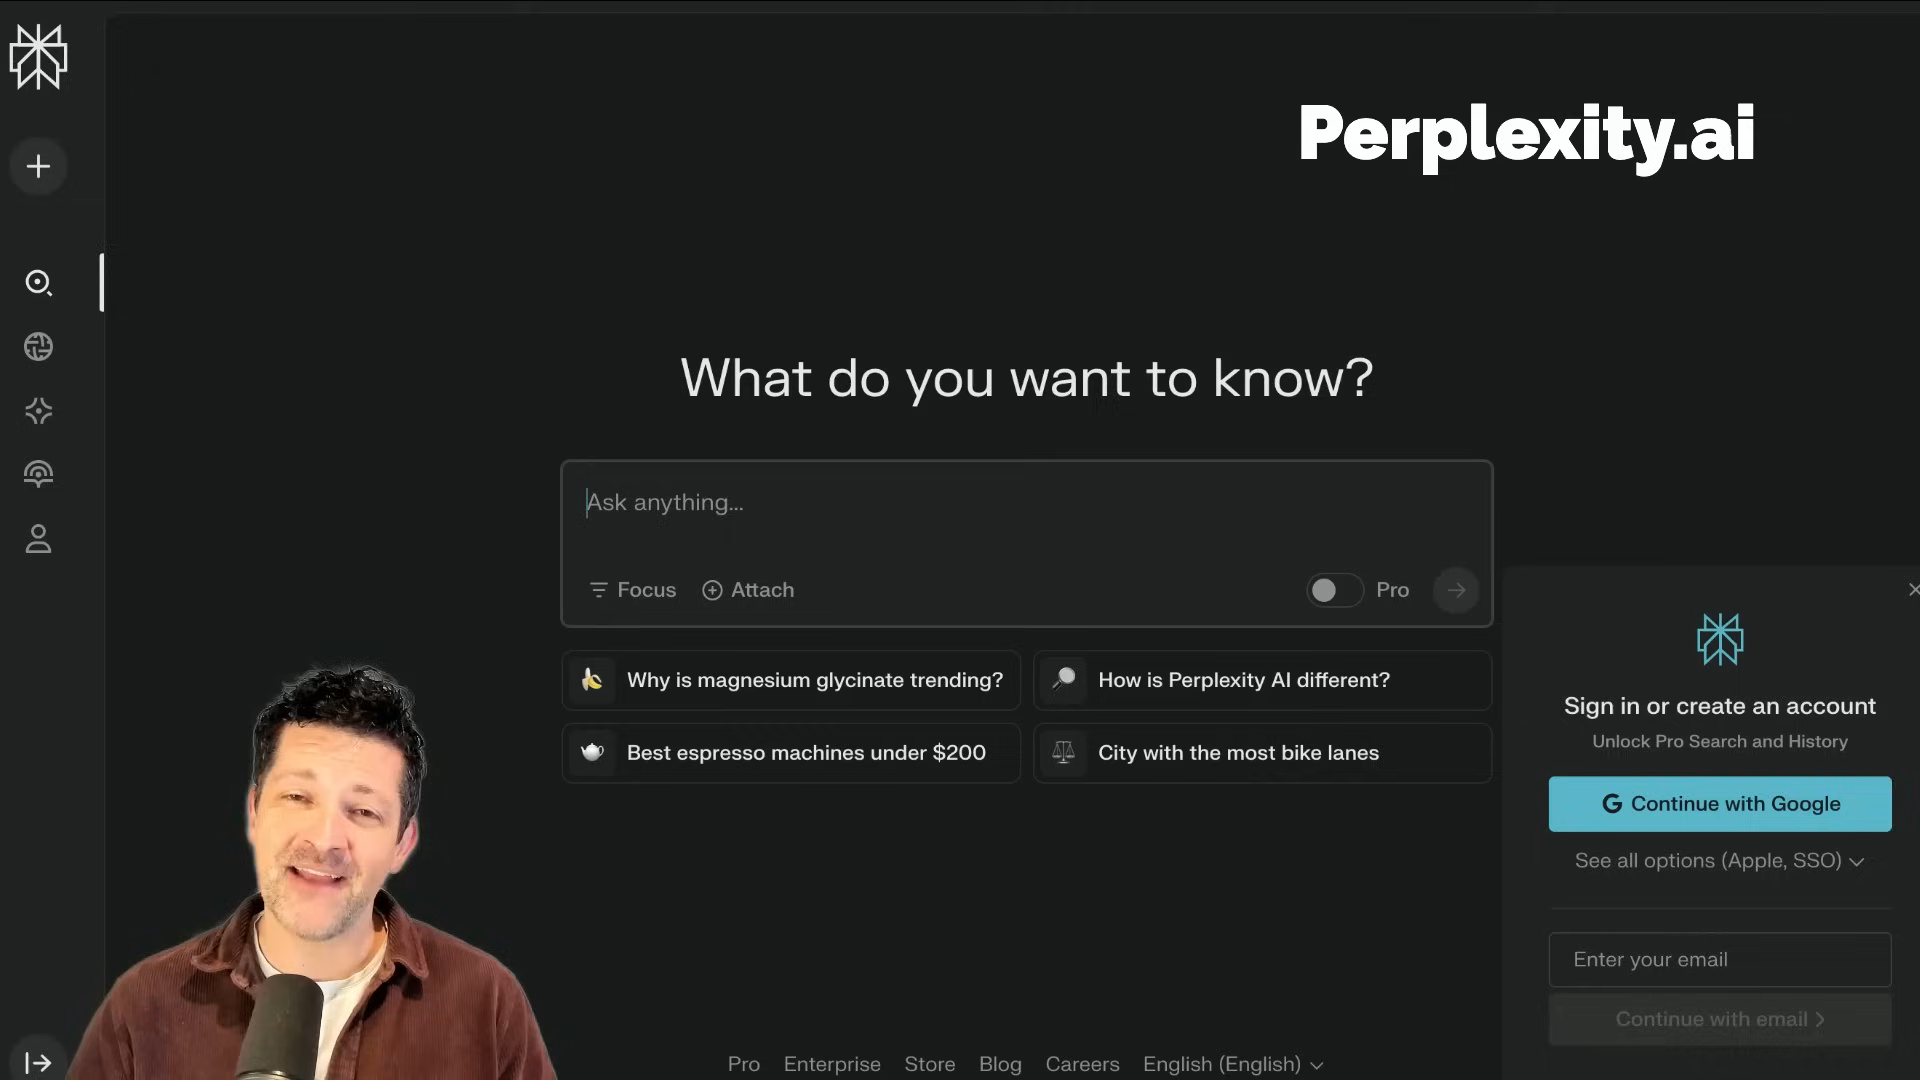 Perplexity.ai
What do you want to know?
Ask anything...
Focus
Attach
Pro
Why is magnesium glycinate trending?
How is Perplexity AI different?
Best espresso machines under $200
City with the most bike lanes
Sign in or create an account
Unlock Pro Search and History
Continue with Google
See all options (Apple, SSO)
Enter your email
Continue with email
Pro
Enterprise
Store
Blog
Careers
English (English)